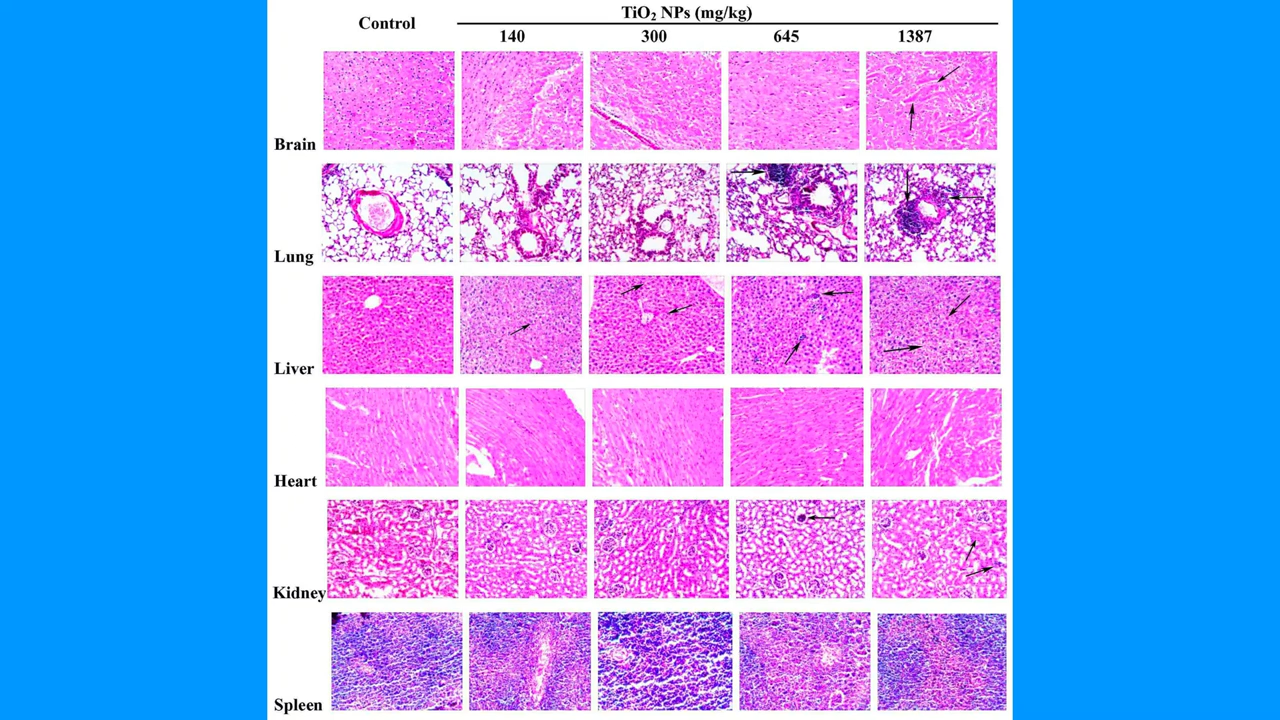 Control
TiO₂ NPs (mg/kg)
140 300 645 1387
Brain
Lung
Liver
Heart
Kidney
Spleen